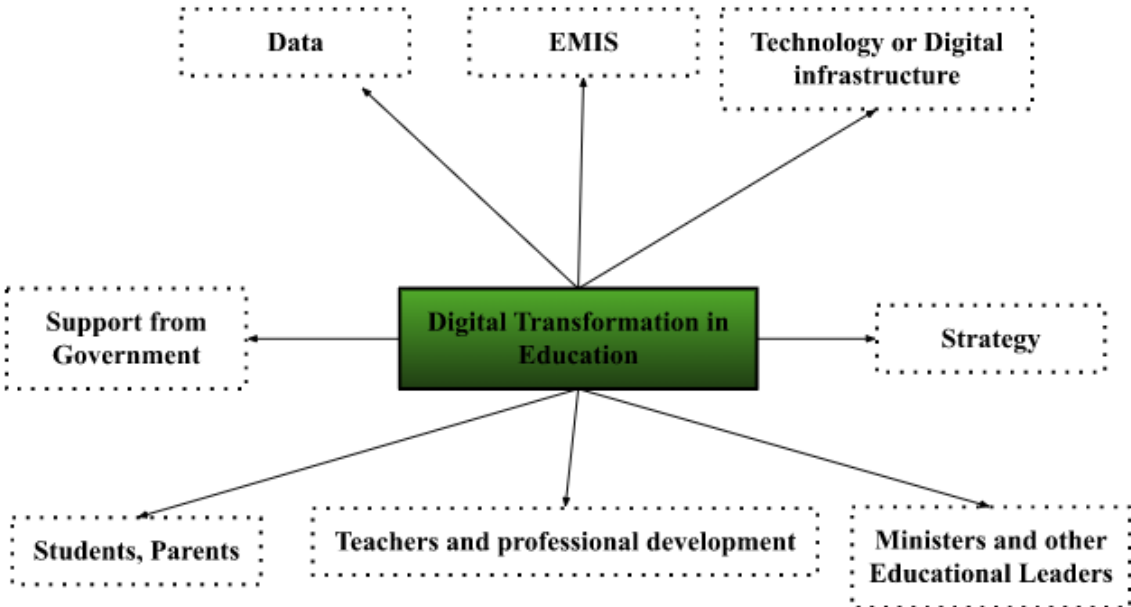 Data
EMIS
Technology or Digital
infrastructure
Support from
Government
Digital Transformation in
Education
Strategy
Students, Parents
Teachers and professional development
Ministers and other
Educational Leaders